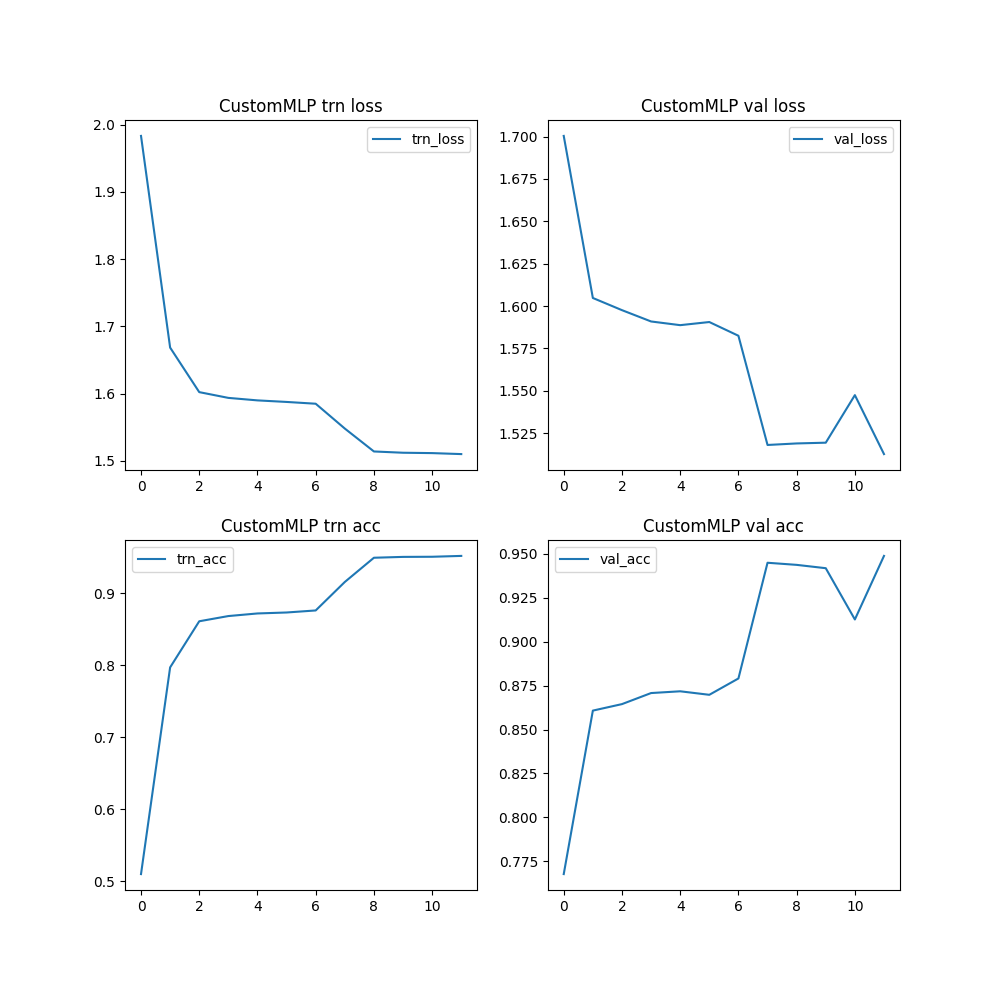 CustomMLP trn loss
2.0
1.9
1.8
1.7
1.6
1.5
trn_loss
0 2 4 6 8 10
CustomMLP val loss
1.700
1.675
1.650
1.625
1.600
1.575
1.550
1.525
val_loss
0 2 4 6 8 10
CustomMLP trn acc
trn_acc
0.9
0.8
0.7
0.6
0.5
0 2 4 6 8 10
CustomMLP val acc
val_acc
0.950
0.925
0.900
0.875
0.850
0.825
0.800
0.775
0 2 4 6 8 10